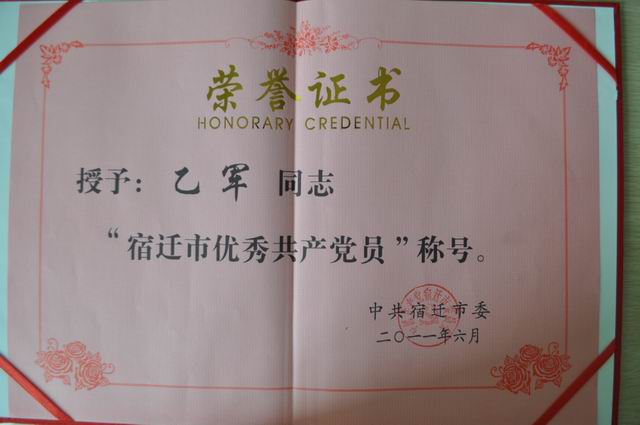 荣誉证书
HONORARY CREDENTIAL
授予：乙军 同志
“宿迁市优秀共产党员”称号。
中共宿迁市委
二〇一一年六月